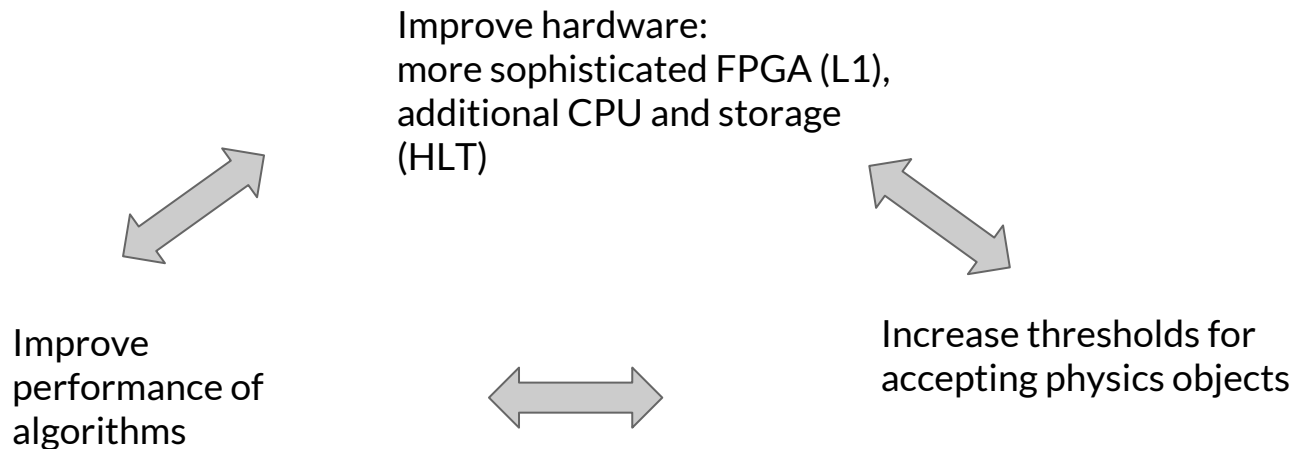 Improve hardware:
more sophisticated FPGA (L1),
additional CPU and storage
(HLT)
Improve
performance of
algorithms
Increase thresholds for
accepting physics objects